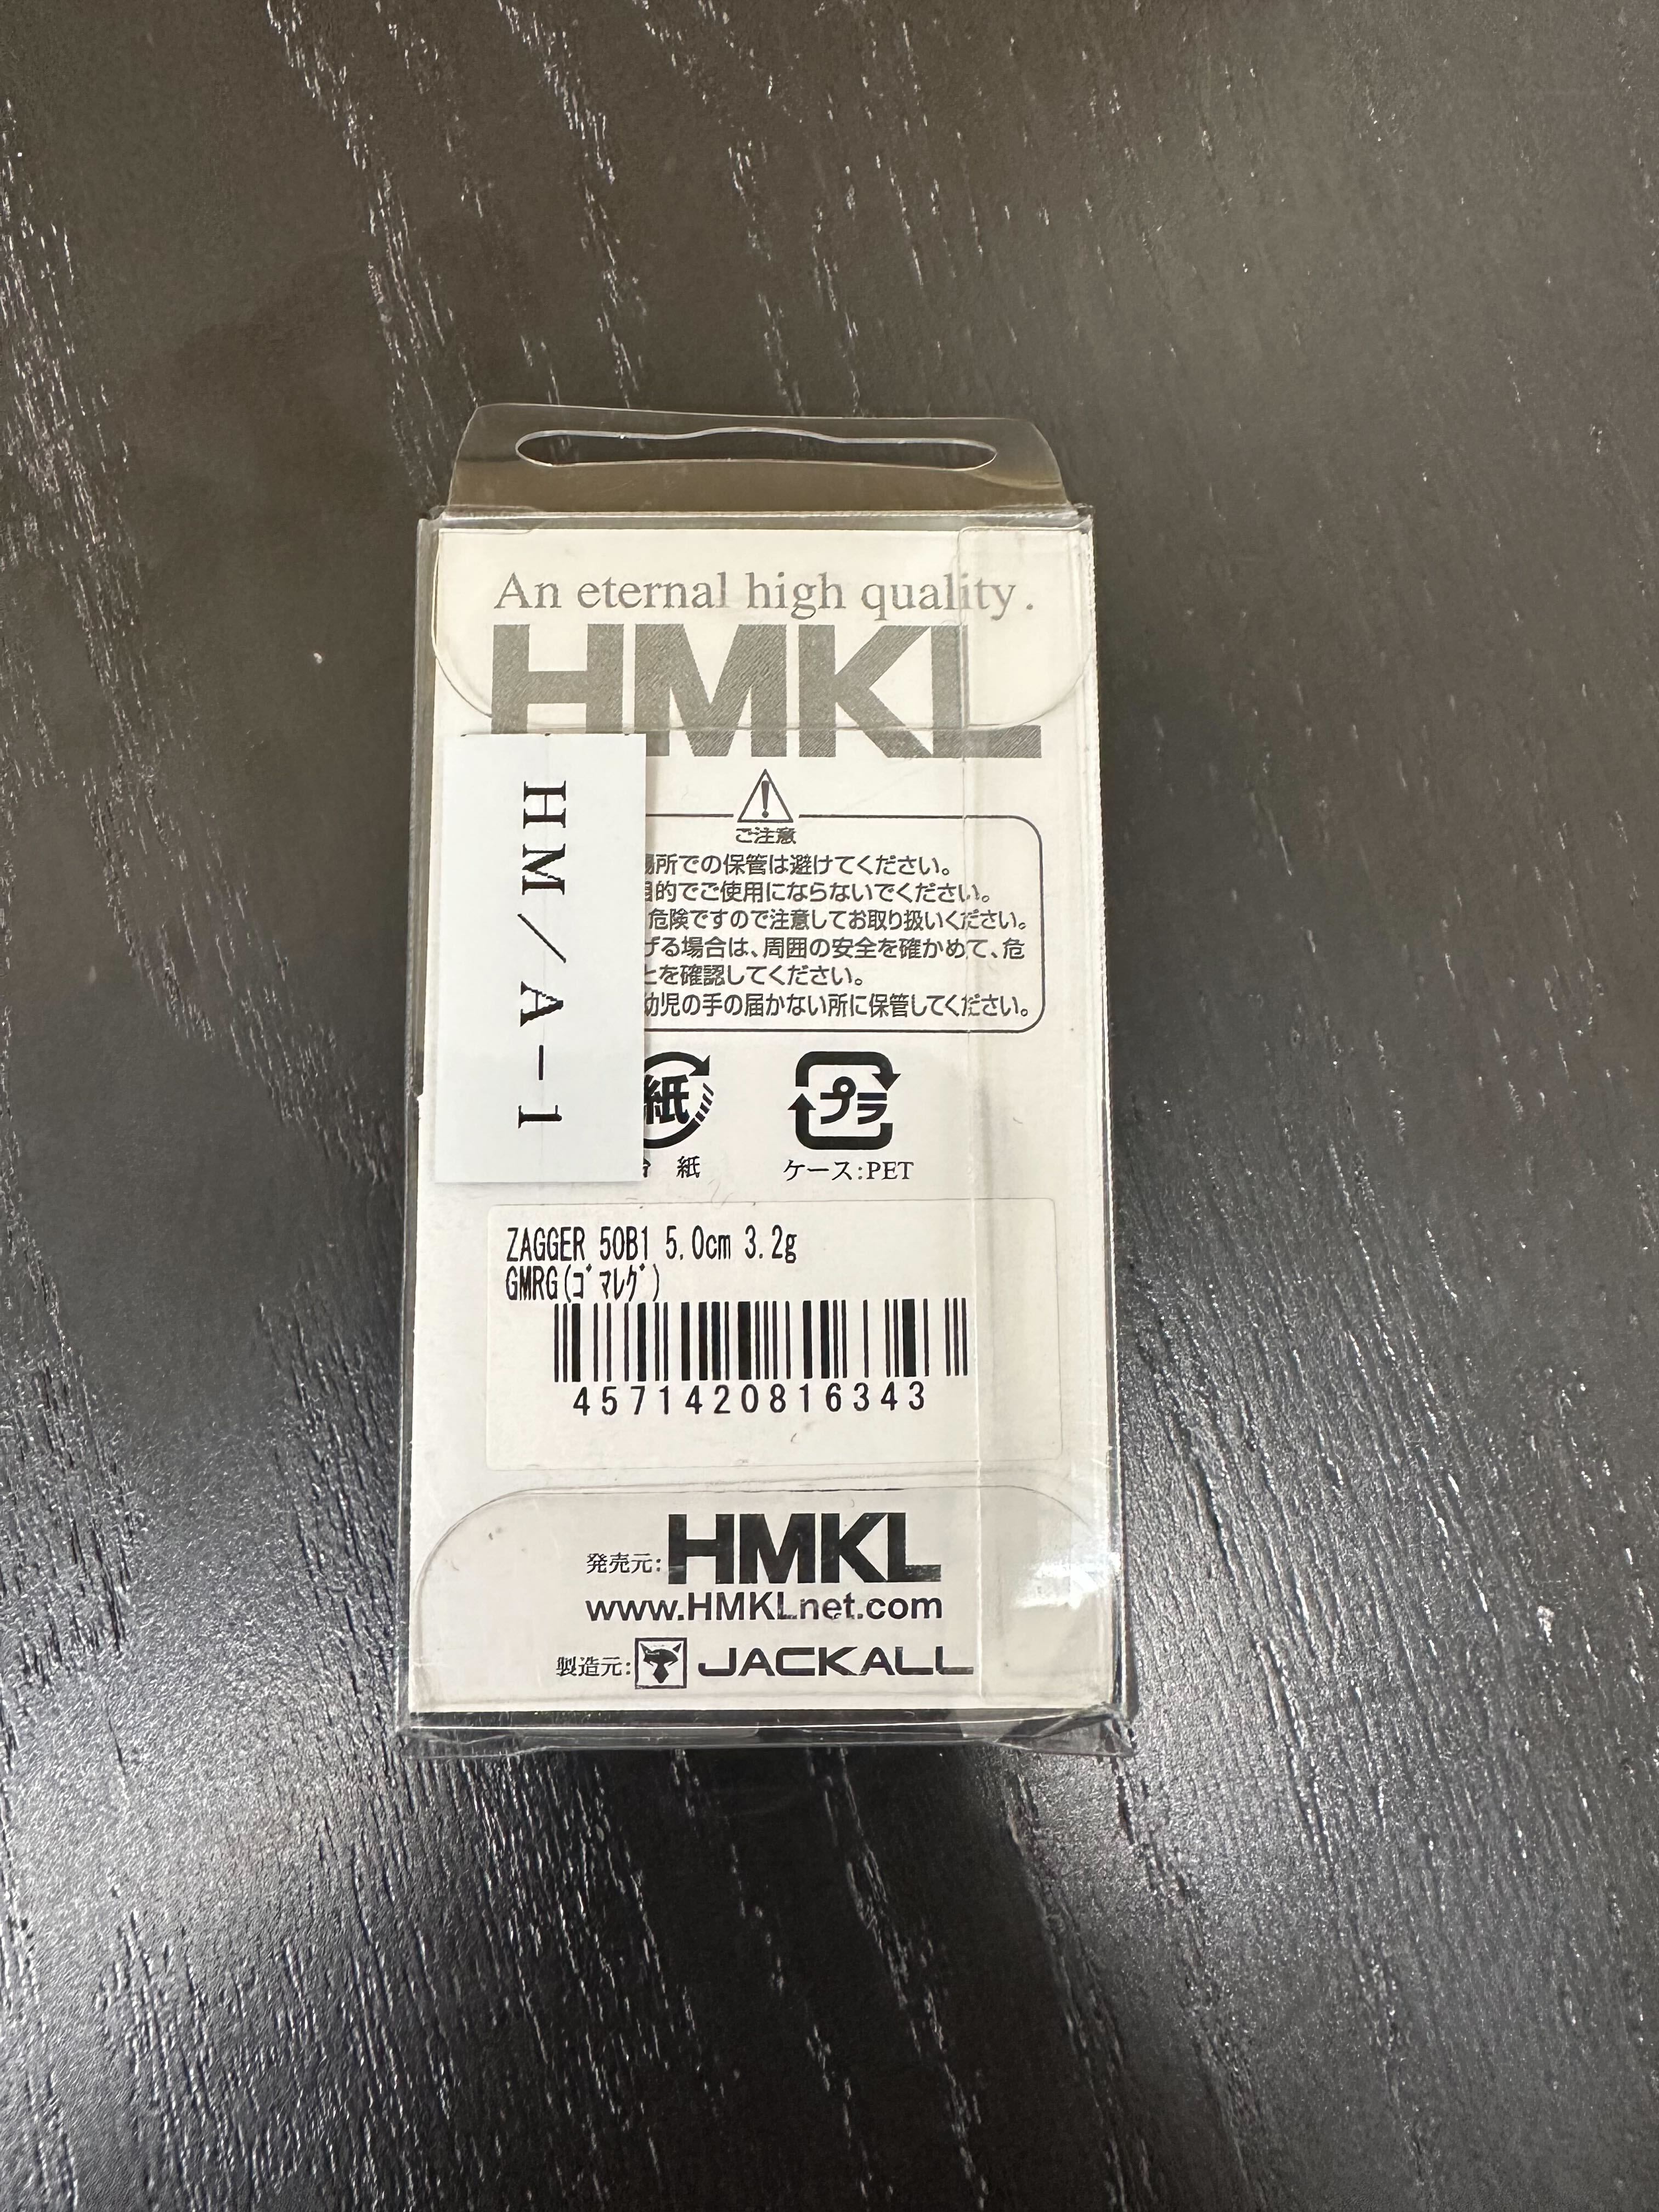 An eternal high quality.
HMKL
HM/A-1
ご注意
場所での保管は避けてください。
目的でご使用にならないでください。
危険ですので注意してお取り扱いください。
げる場合は、周囲の安全を確かめて、危
とを確認してください。
幼児の手の届かない所に保管してください。
紙
プラ
台 紙
ケース:PET
ZAGGER 50B1 5.0cm 3.2g
GMRG(ｺﾞﾏﾚｸﾞ)
4571420816343
発売元: HMKL
www.HMKLnet.com
製造元: JACKALL